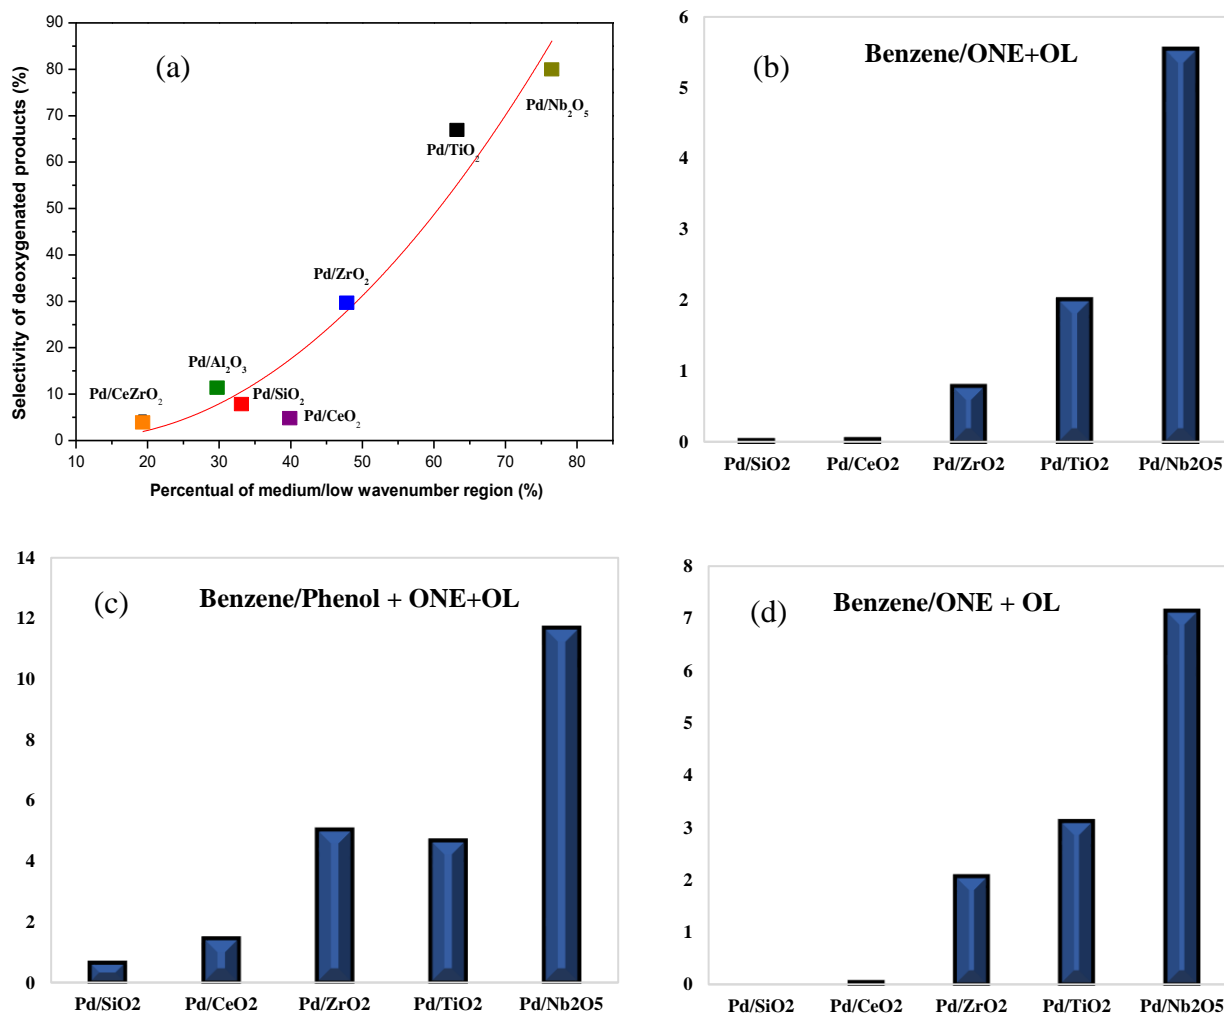 (a)
Selectivity of deoxygenated products (%)
90
80
70
60
50
40
30
20
10
0
Pd/Nb₂O₅
Pd/TiO₂
Pd/ZrO₂
Pd/Al₂O₃
Pd/CeZrO₂
Pd/SiO₂
Pd/CeO₂
10 20 30 40 50 60 70 80
Percentual of medium/low wavenumber region (%)
(b)
Benzene/ONE+OL
6
5
4
3
2
1
0
Pd/SiO2 Pd/CeO2 Pd/ZrO2 Pd/TiO2 Pd/Nb2O5
(c)
Benzene/Phenol + ONE+OL
14
12
10
8
6
4
2
0
Pd/SiO2 Pd/CeO2 Pd/ZrO2 Pd/TiO2 Pd/Nb2O5
(d)
Benzene/ONE + OL
8
7
6
5
4
3
2
1
0
Pd/SiO2 Pd/CeO2 Pd/ZrO2 Pd/TiO2 Pd/Nb2O5